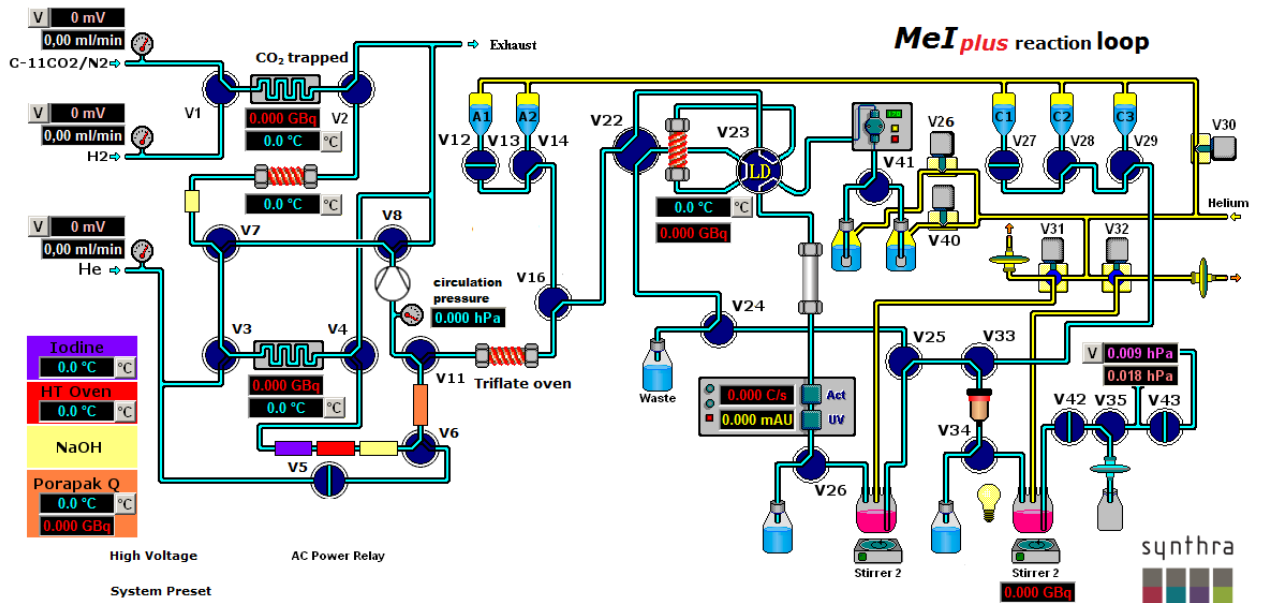 V 0 mV
0,00 ml/min
C-11CO2/N2
V 0 mV
0,00 ml/min
H2
V1
CO2 trapped
0.000 GBq
0.0 °C °C
V2
Exhaust
MeI plus reaction loop
0.0 °C °C
V 0 mV
0,00 ml/min
He
V7
V8
circulation
pressure
0.000 hPa
V3
V4
0.000 GBq
0.0 °C °C
V11
Triflate oven
V6
V5
A1
A2
V12
V13
V14
V16
V22
V23
LD
0.0 °C °C
0.000 GBq
V41
V26
V40
C1
C2
C3
V27
V28
V29
V30
Helium
V31
V32
V24
Waste
V25
V33
0.000 C/s
0.000 mAU
Act
UV
V26
V34
V 0.009 hPa
0.018 hPa
V42
V35
V43
Stirrer 2
Stirrer 2
0.000 GBq
Iodine
0.0 °C °C
HT Oven
0.0 °C °C
NaOH
Porapak Q
0.0 °C °C
0.000 GBq
High Voltage
AC Power Relay
System Preset
synthra